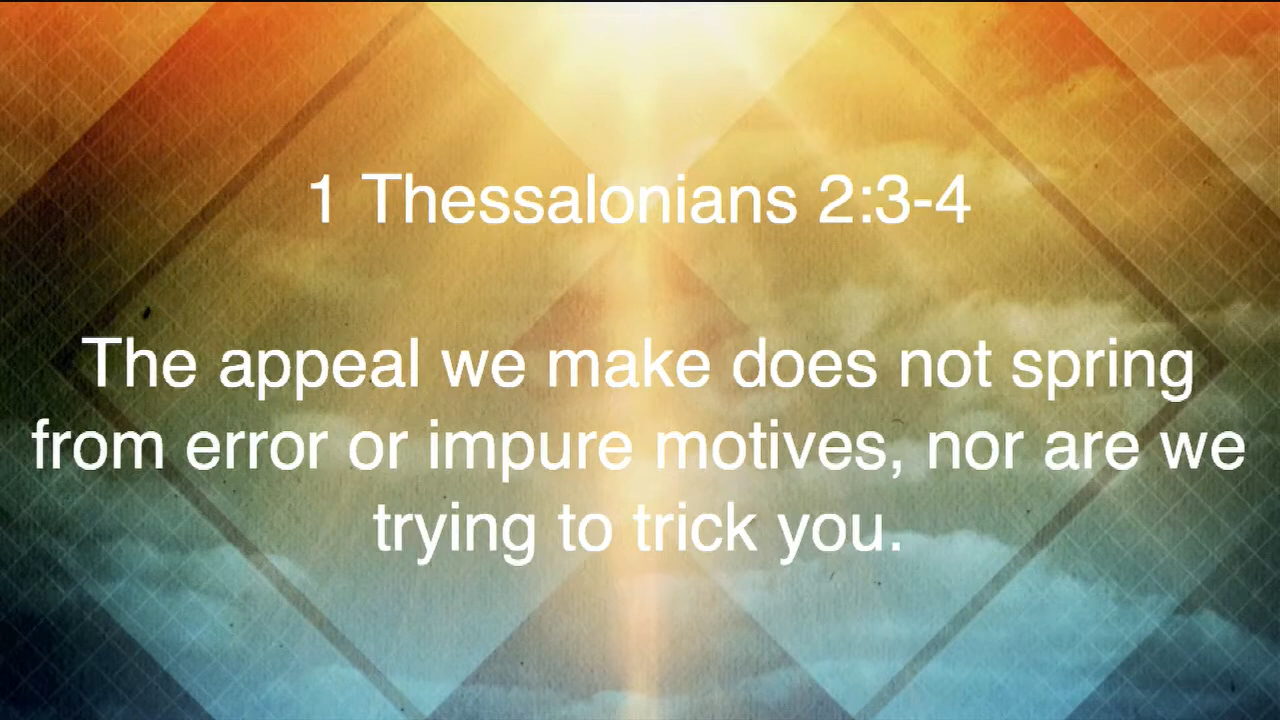 1 Thessalonians 2:3-4
The appeal we make does not spring
from error or impure motives, nor are we
trying to trick you.